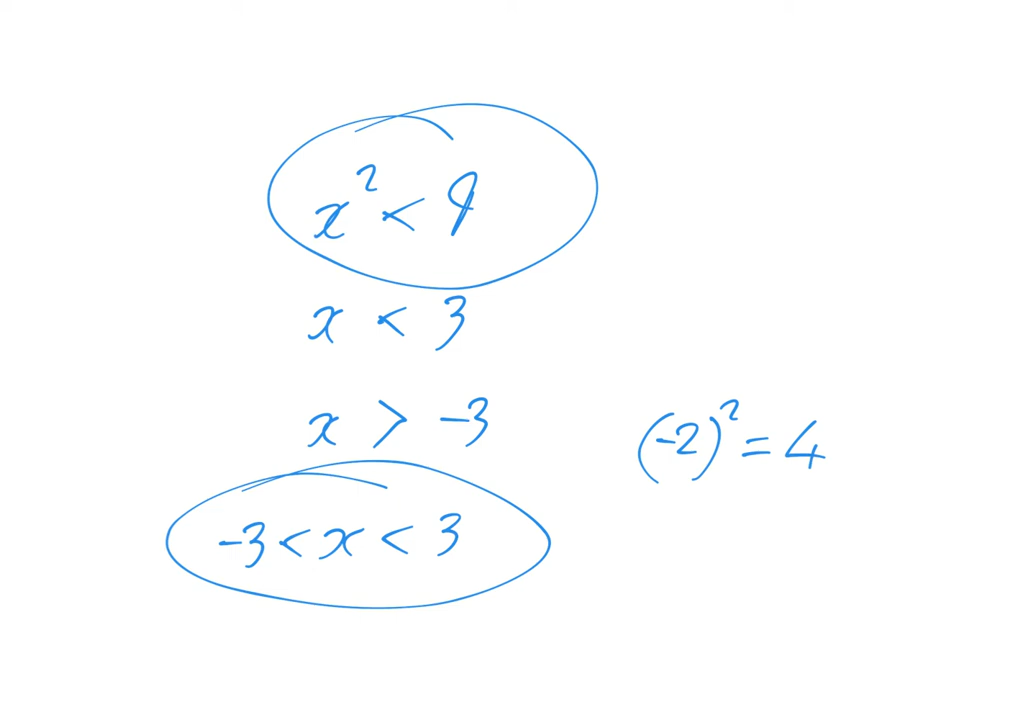 x² < 9
x < 3
x > -3
(-2)² = 4
-3 < x < 3